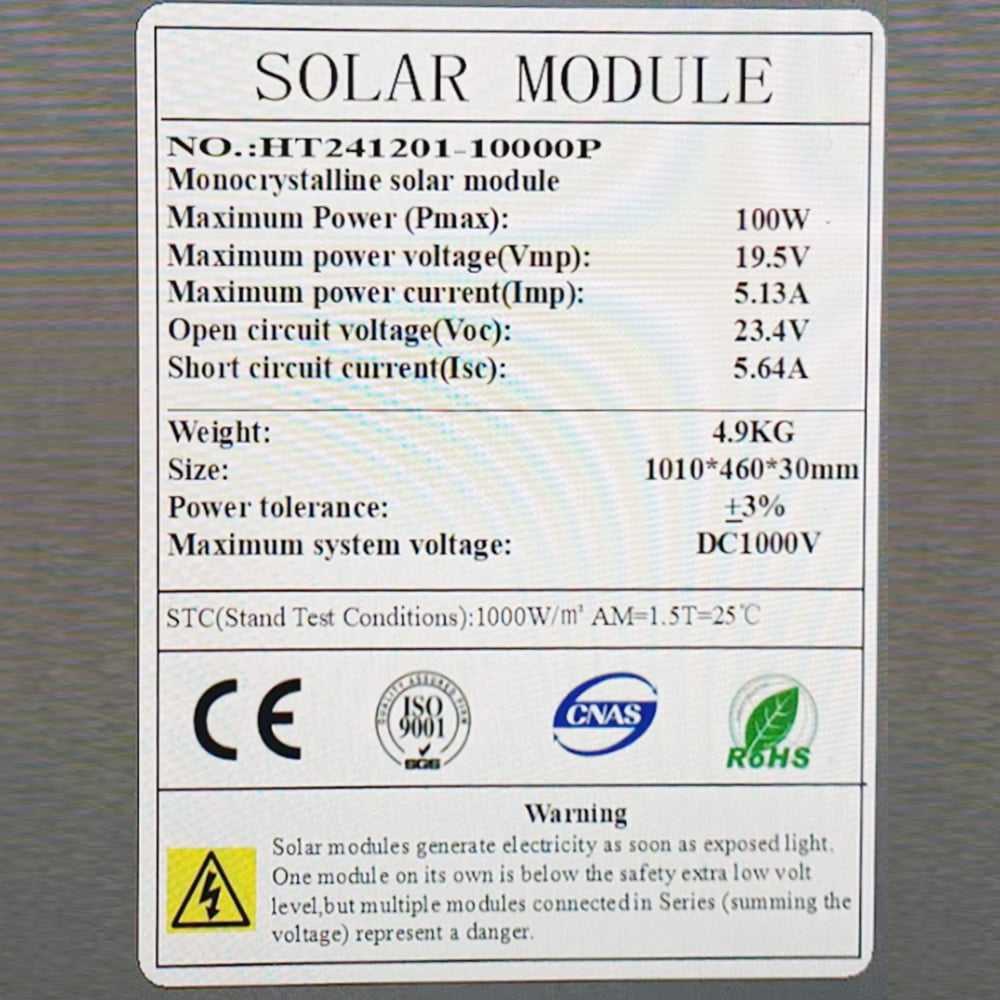 SOLAR MODULE
NO.:HT241201-10000P
Monocrystalline solar module
Maximum Power (Pmax): 100W
Maximum power voltage(Vmp): 19.5V
Maximum power current(Imp): 5.13A
Open circuit voltage(Voc): 23.4V
Short circuit current(Isc): 5.64A
Weight: 4.9KG
Size: 1010*460*30mm
Power tolerance: ±3%
Maximum system voltage: DC1000V
STC(Stand Test Conditions):1000W/m² AM=1.5T=25℃
CE
QUALITY ASSURED FIRM
ISO
9001
SGS
CNAS
RoHS
Warning
Solar modules generate electricity as soon as exposed light.
One module on its own is below the safety extra low volt
level,but multiple modules connected in Series (summing the
voltage) represent a danger.